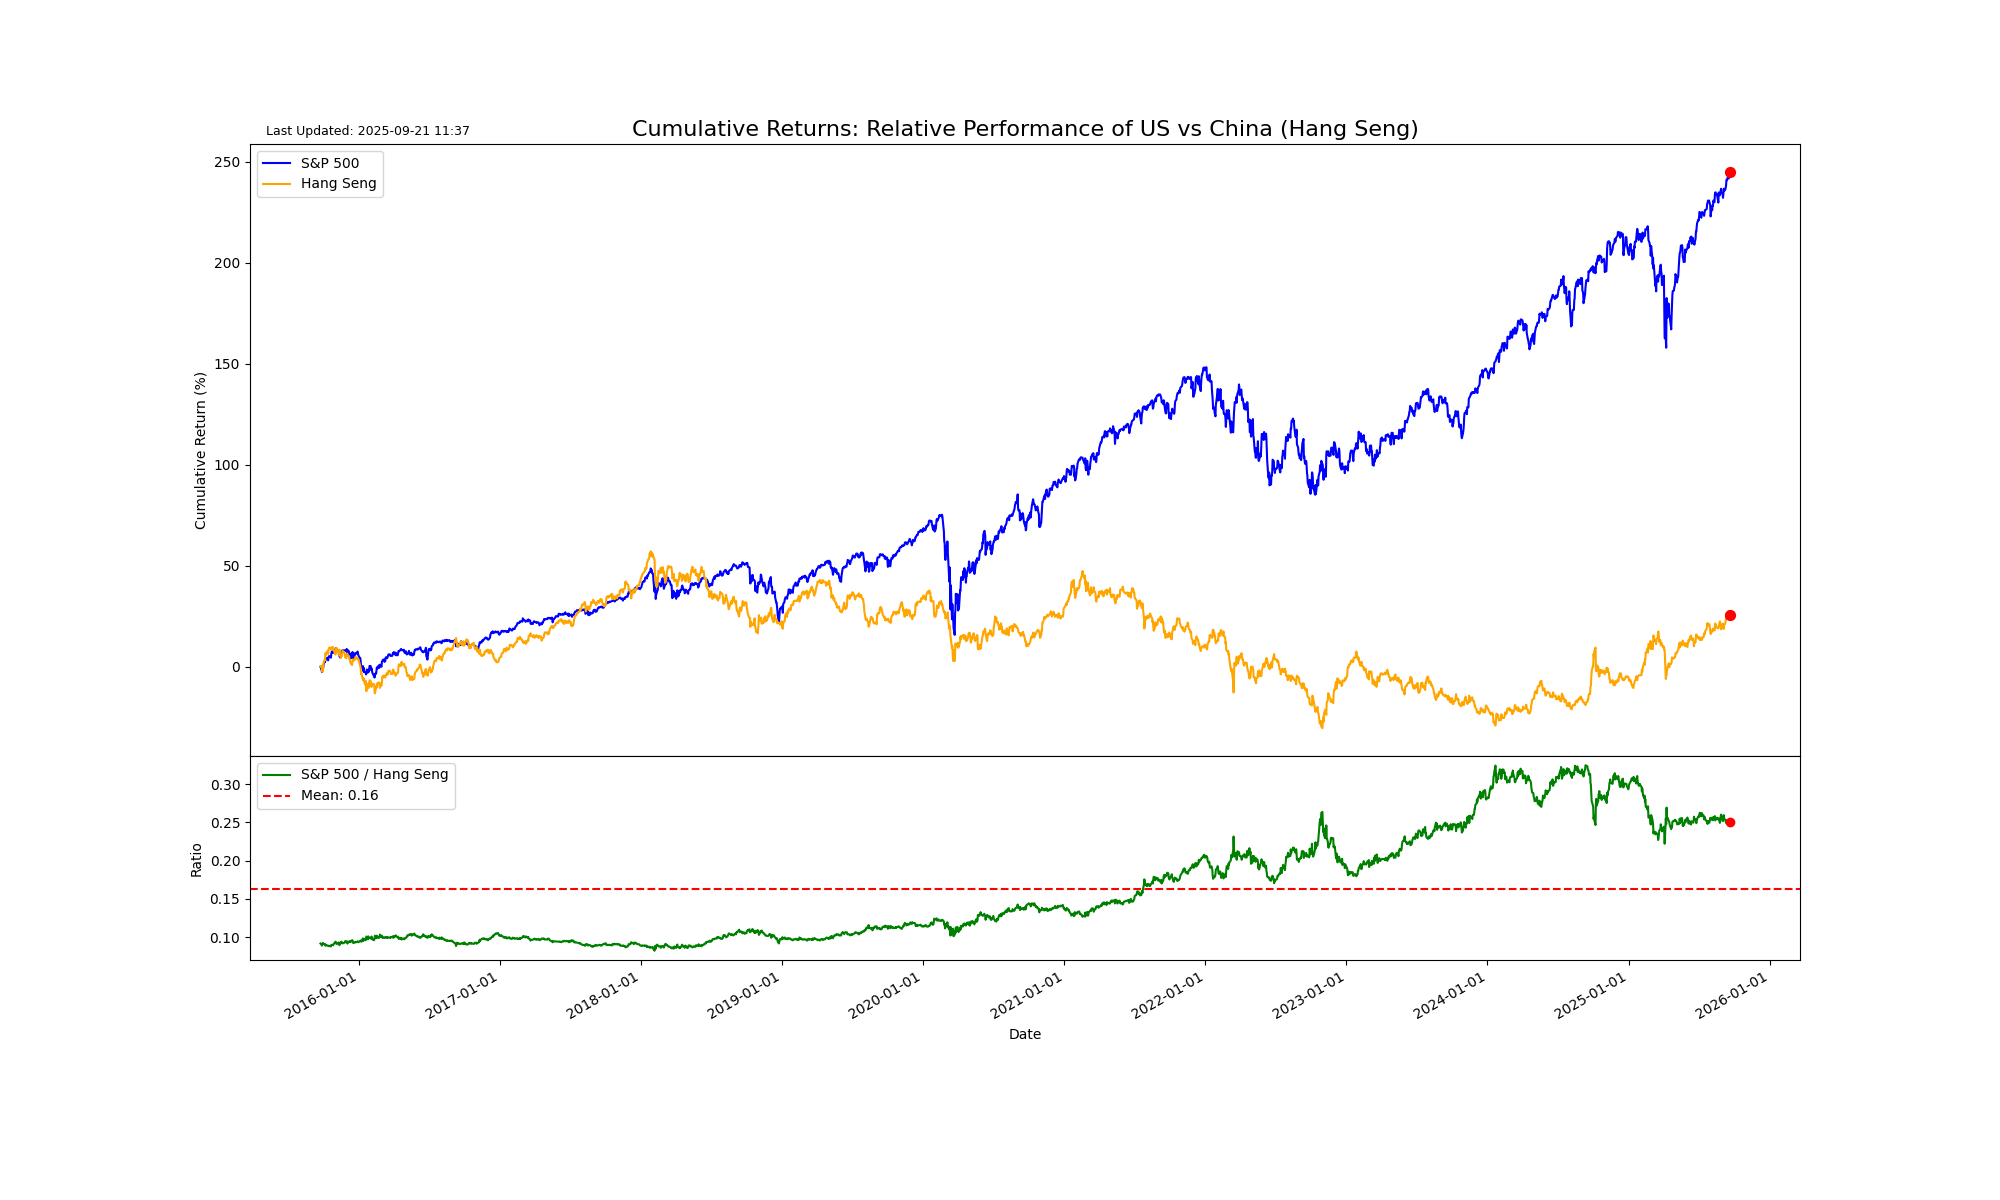 Last Updated: 2025-09-21 11:37
Cumulative Returns: Relative Performance of US vs China (Hang Seng)
S&P 500
Hang Seng
250
200
150
100
50
0
Cumulative Return (%)
S&P 500 / Hang Seng
Mean: 0.16
0.30
0.25
0.20
0.15
0.10
Ratio
2016-01-01
2017-01-01
2018-01-01
2019-01-01
2020-01-01
2021-01-01
2022-01-01
2023-01-01
2024-01-01
2025-01-01
2026-01-01
Date